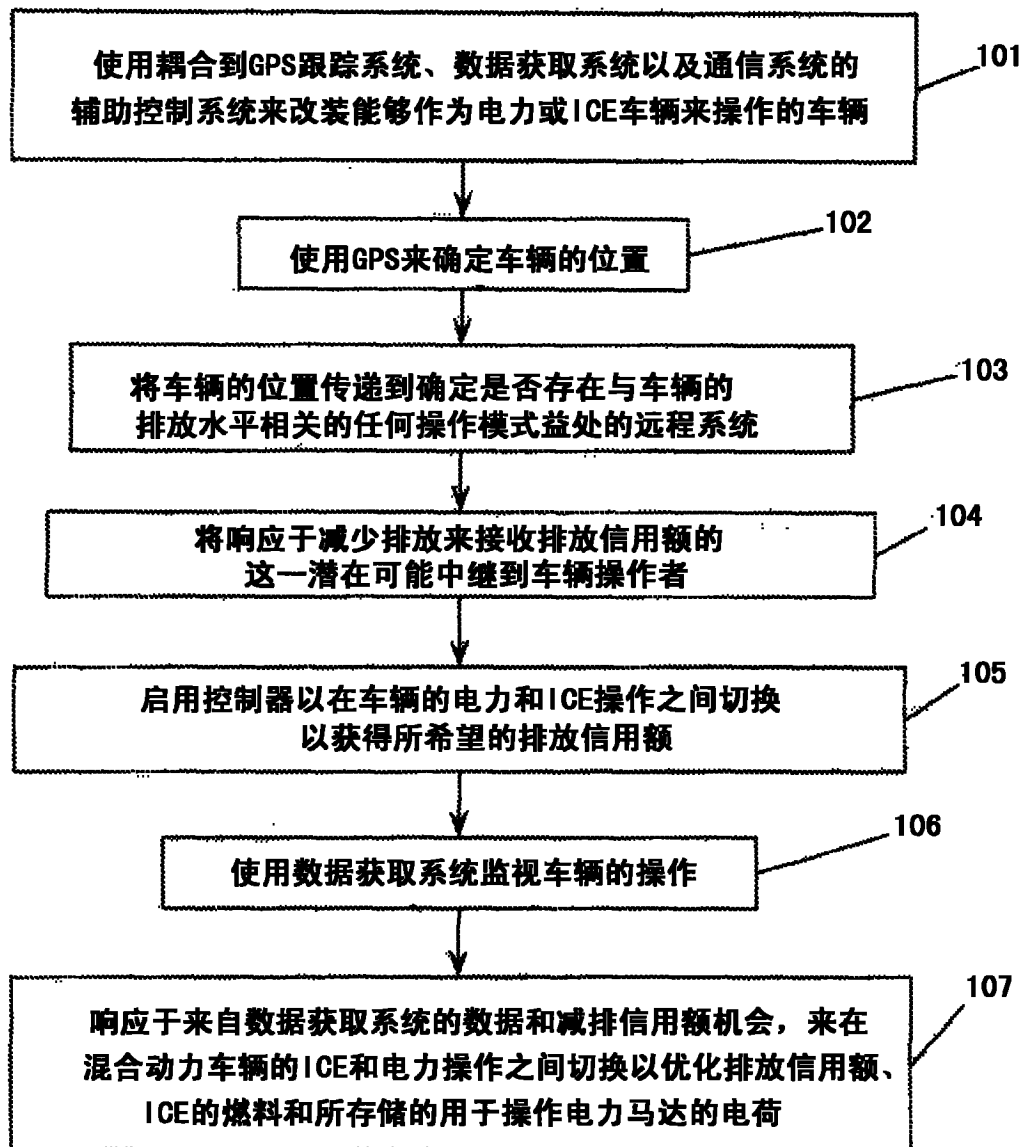 使用耦合到GPS跟踪系统、数据获取系统以及通信系统的
辅助控制系统来改装能够作为电力或ICE车辆来操作的车辆
101
使用GPS来确定车辆的位置
102
将车辆的位置传递到确定是否存在与车辆的
排放水平相关的任何操作模式益处的远程系统
103
将响应于减少排放来接收排放信用额的
这一潜在可能中继到车辆操作者
104
启用控制器以在车辆的电力和ICE操作之间切换
以获得所希望的排放信用额
105
使用数据获取系统监视车辆的操作
106
响应于来自数据获取系统的数据和减排信用额机会，来在
混合动力车辆的ICE和电力操作之间切换以优化排放信用额、
ICE的燃料和所存储的用于操作电力马达的电荷
107